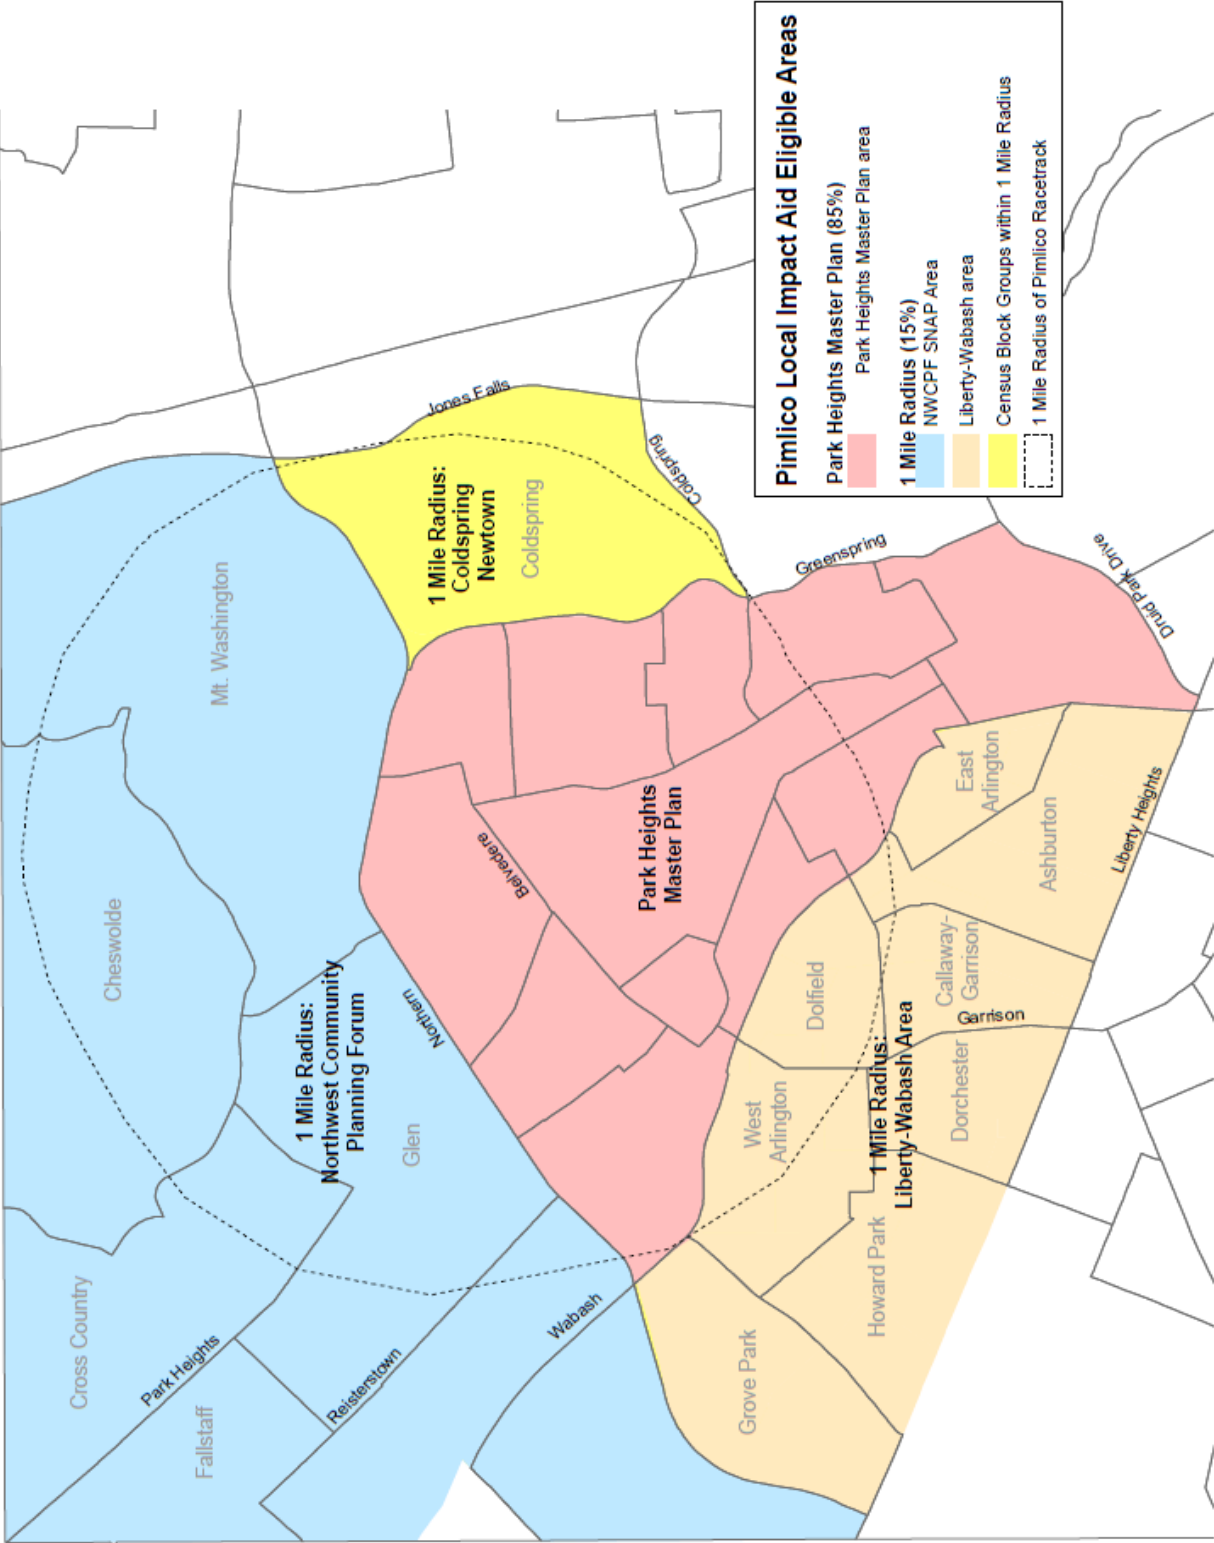 Pimlico Local Impact Aid Eligible Areas
Park Heights Master Plan (85%)
Park Heights Master Plan area
1 Mile Radius (15%)
NWCPF SNAP Area
Liberty-Wabash area
Census Block Groups within 1 Mile Radius
1 Mile Radius of Pimlico Racetrack
Cross Country
Cheswolde
Mt. Washington
Fallstaff
Park Heights
Reisterstown
1 Mile Radius:
Northwest Community
Planning Forum
Glen
Northern
Jones Falls
1 Mile Radius:
Coldspring
Newtown
Coldspring
Coldspring
Belvedere
Wabash
Park Heights
Master Plan
Greenspring
Druid Park Drive
Grove Park
West
Arlington
Dolfield
East
Arlington
Howard Park
1 Mile Radius:
Liberty-Wabash Area
Dorchester
Callaway-
Garrison
Garrison
Ashburton
Liberty Heights